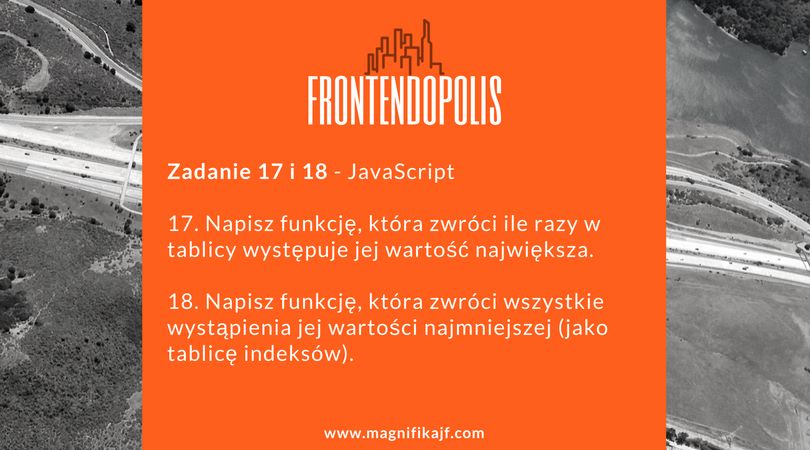 FRONTENDOPOLIS
Zadanie 17 i 18 - JavaScript
17. Napisz funkcję, która zwróci ile razy w
tablicy występuje jej wartość największa.
18. Napisz funkcję, która zwróci wszystkie
wystąpienia jej wartości najmniejszej (jako
tablicę indeksów).
www.magnifikajf.com